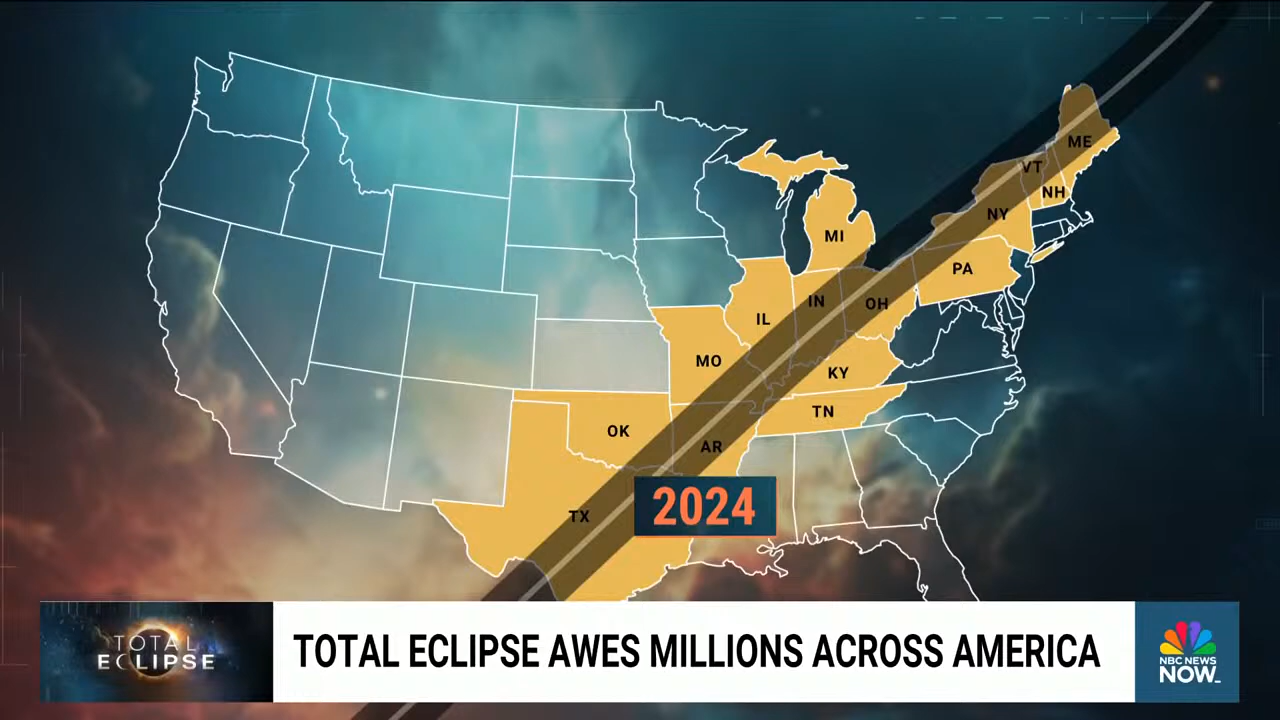 ME
VT
NH
NY
MI
PA
IN
OH
IL
MO
KY
TN
OK
AR
2024
TX
TOTAL
ECLIPSE
TOTAL ECLIPSE AWES MILLIONS ACROSS AMERICA
NBC NEWS
NOW